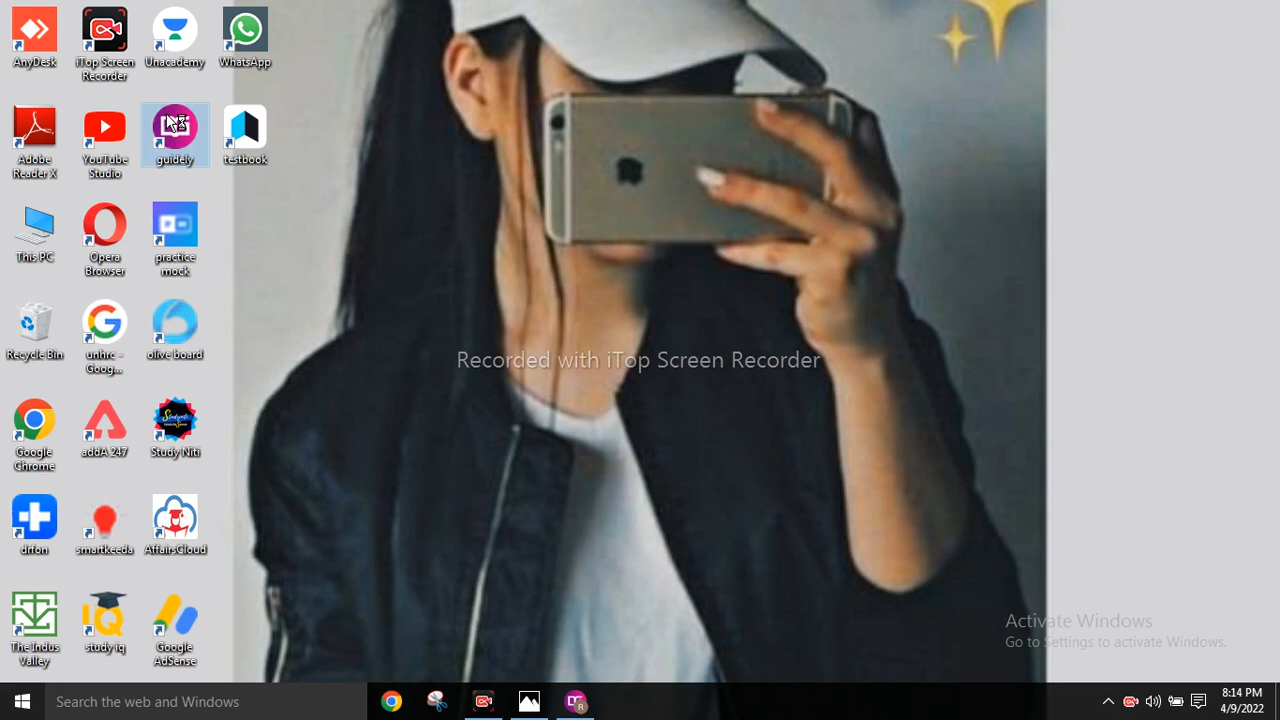 AnyDesk
iTop Screen
Recorder
Unacademy
WhatsApp
Adobe
Reader X
YouTube
Studio
guidely
testbook
This PC
Opera
Browser
practice
mock
Recycle Bin
unhrc -
Goog...
olive board
Google
Chrome
addA 247
Study Niti
drfon
smartkeeda
AffairsCloud
The Indus
Valley
study iq
Google
AdSense
Recorded with iTop Screen Recorder
Activate Windows
Go to Settings to activate Windows.
Search the web and Windows
8:14 PM
4/9/2022